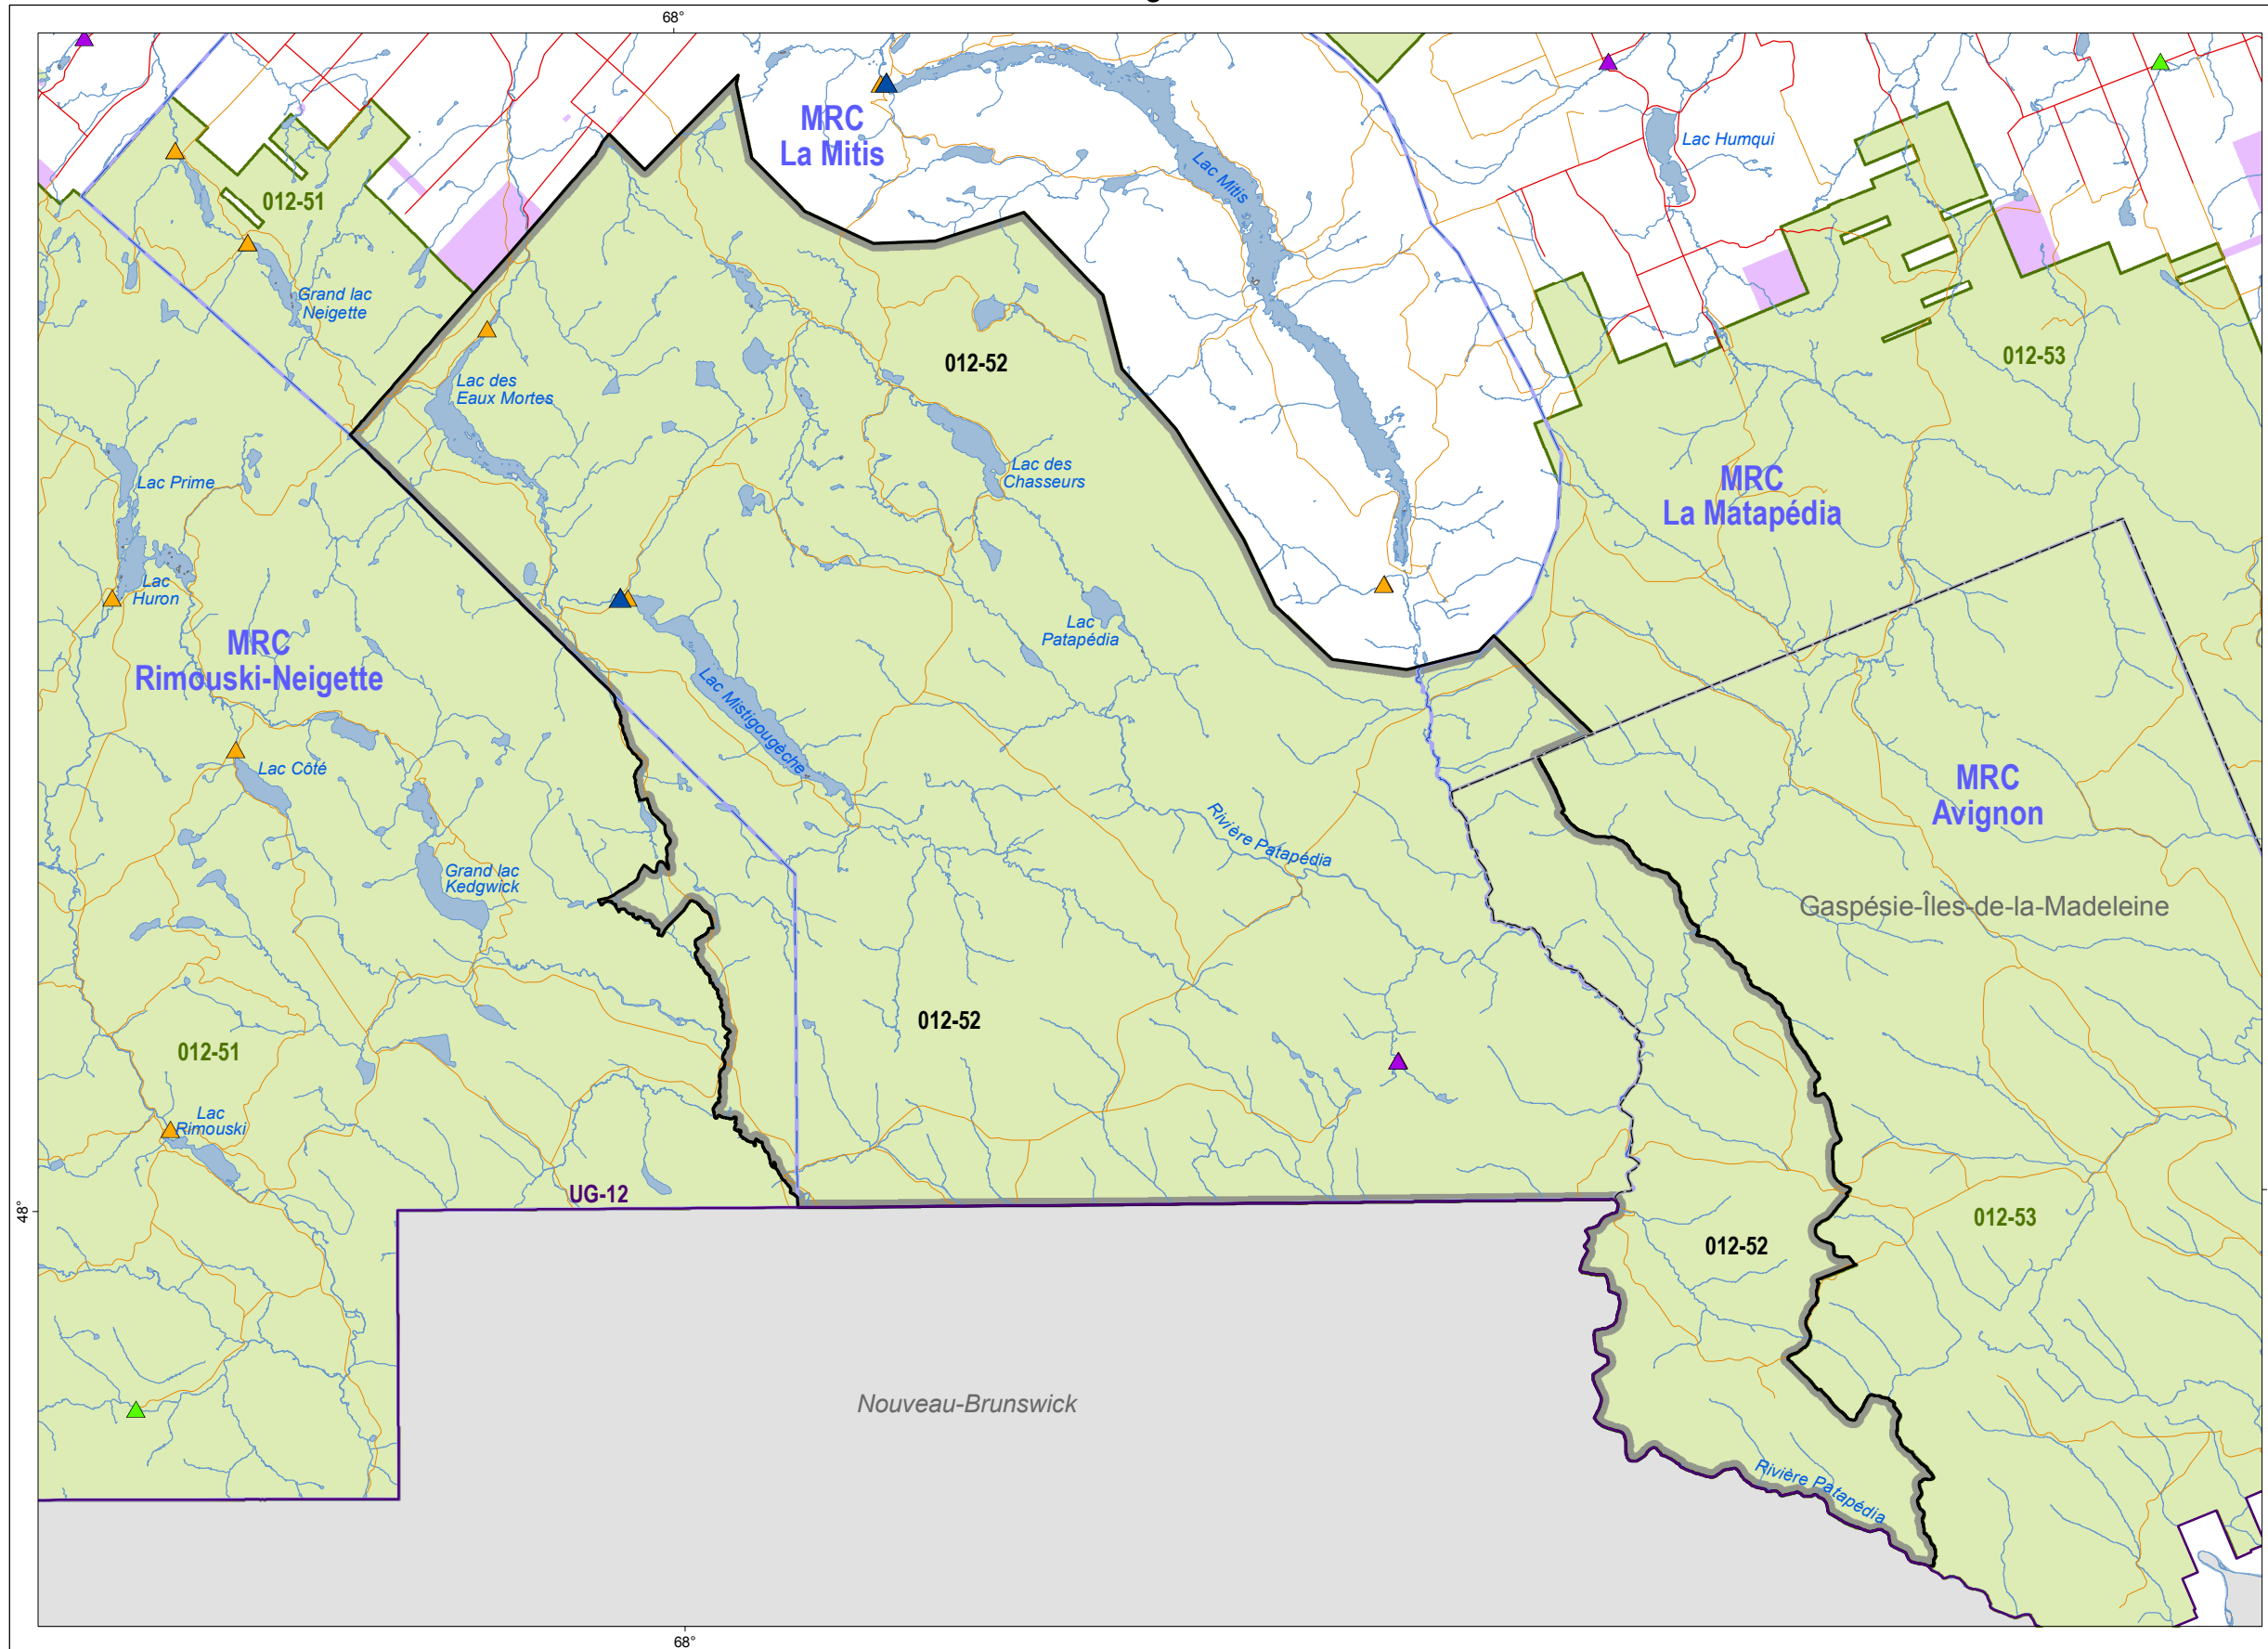 68°
MRC
La Mitis
Lac Humqui
Lac Mitis
012-51
Grand lac
Neigette
012-52
012-53
Lac des
Eaux Mortes
Lac Prime
Lac des
Chasseurs
MRC
La Matapédia
Lac
Huron
Lac
Patapédia
MRC
Rimouski-Neigette
Lac Mistigougèche
Lac Côté
MRC
Avignon
Rivière Patapédia
Grand lac
Kedgwick
Gaspésie-Îles-de-la-Madeleine
012-52
012-51
Lac
Rimouski
UG-12
48°
012-53
012-52
Nouveau-Brunswick
Rivière Patapédia
68°